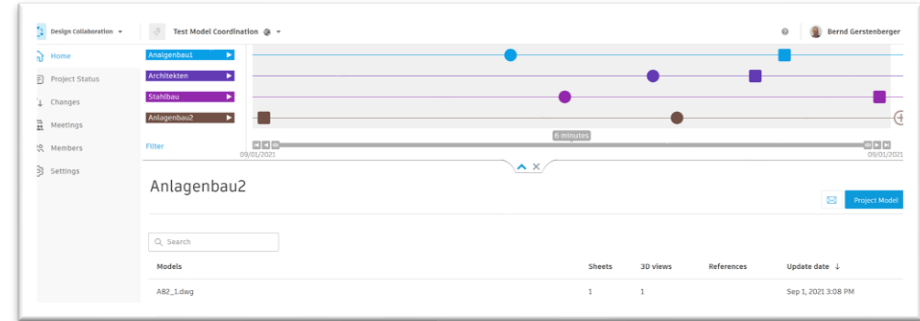 Design Collaboration
Test Model Coordination
Bernd Gerstenberger
Home
Project Status
Changes
Meetings
Members
Settings
Analgenbau1
Architekten
Stahlbau
Anlagenbau2
Filter
6 minutes
09/01/2021
09/01/2021
Anlagenbau2
Project Model
Search
Models Sheets 3D views References Update date ↓
AB2_1.dwg 1 1 Sep 1, 2021 3:08 PM